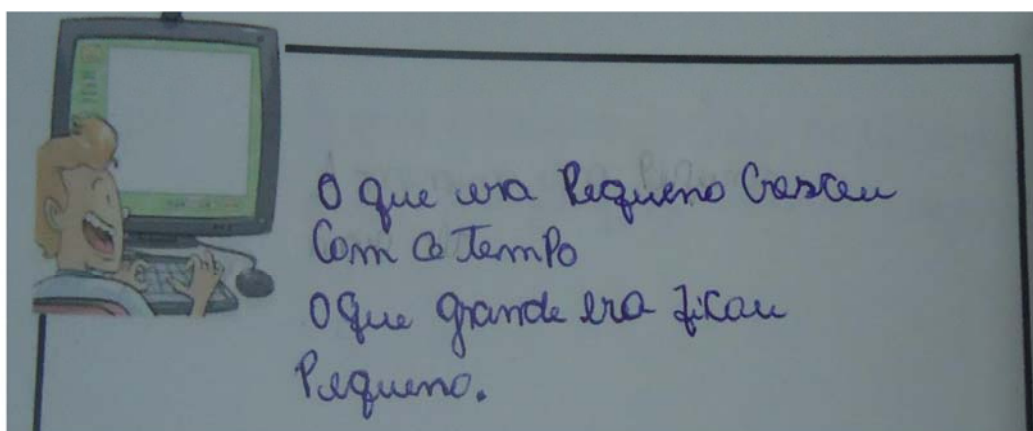 O que era Pequeno Cresceu
Com o Tempo
O que grande era ficou
Pequeno.